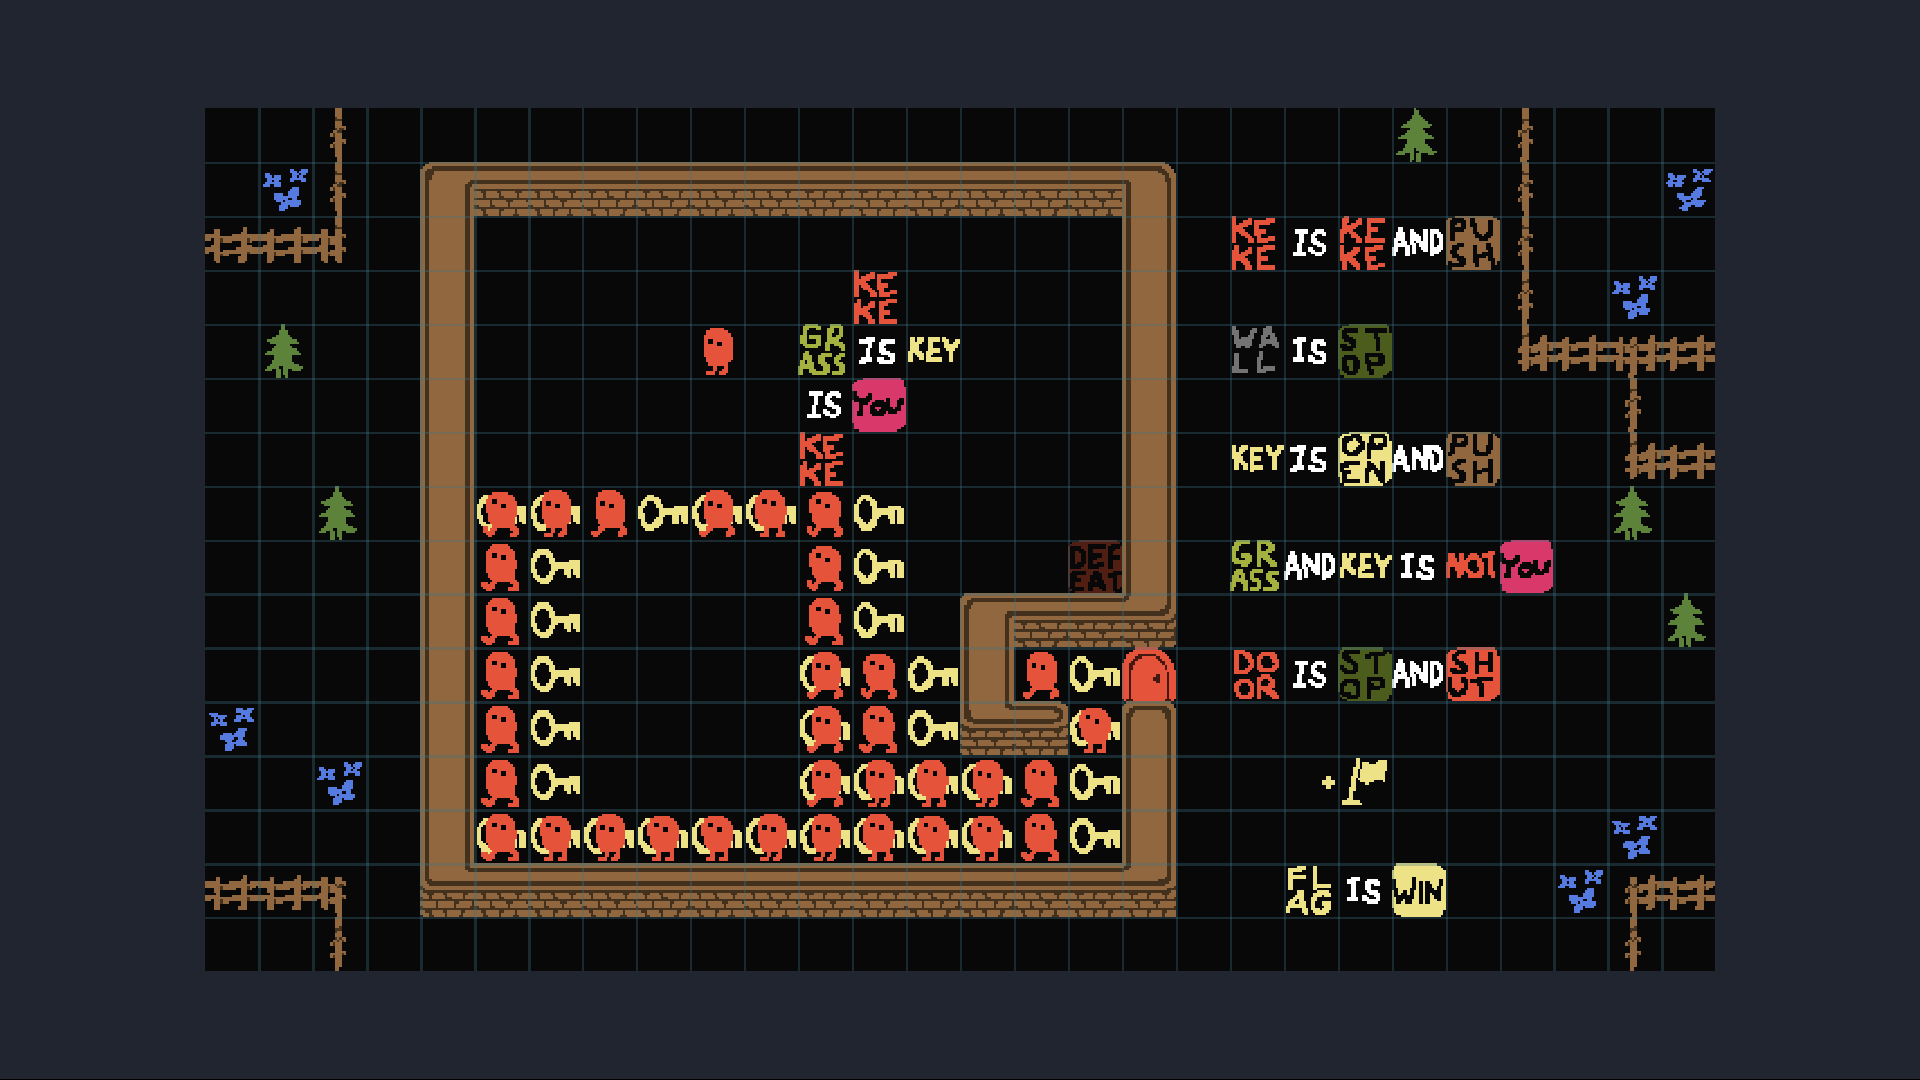 KEKE IS KEKE AND PUSH
KEKE
GRASS IS KEY
WALL IS STOP
IS YOU
KEKE
KEY IS OPEN AND PUSH
DEFEAT
GRASS AND KEY IS NOT YOU
DOOR IS STOP AND SHUT
FLAG IS WIN